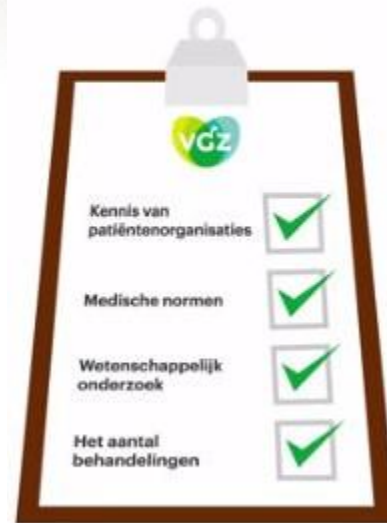 VGZ
Kennis van
patiëntenorganisaties
Medische normen
Wetenschappelijk
onderzoek
Het aantal
behandelingen